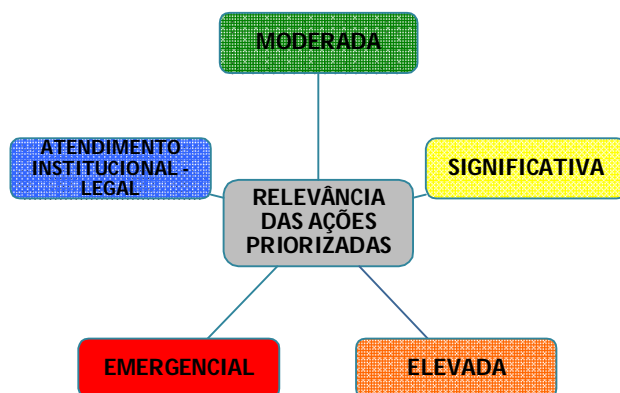 MODERADA
ATENDIMENTO
INSTITUCIONAL -
LEGAL
SIGNIFICATIVA
RELEVÂNCIA
DAS AÇÕES
PRIORIZADAS
EMERGENCIAL
ELEVADA